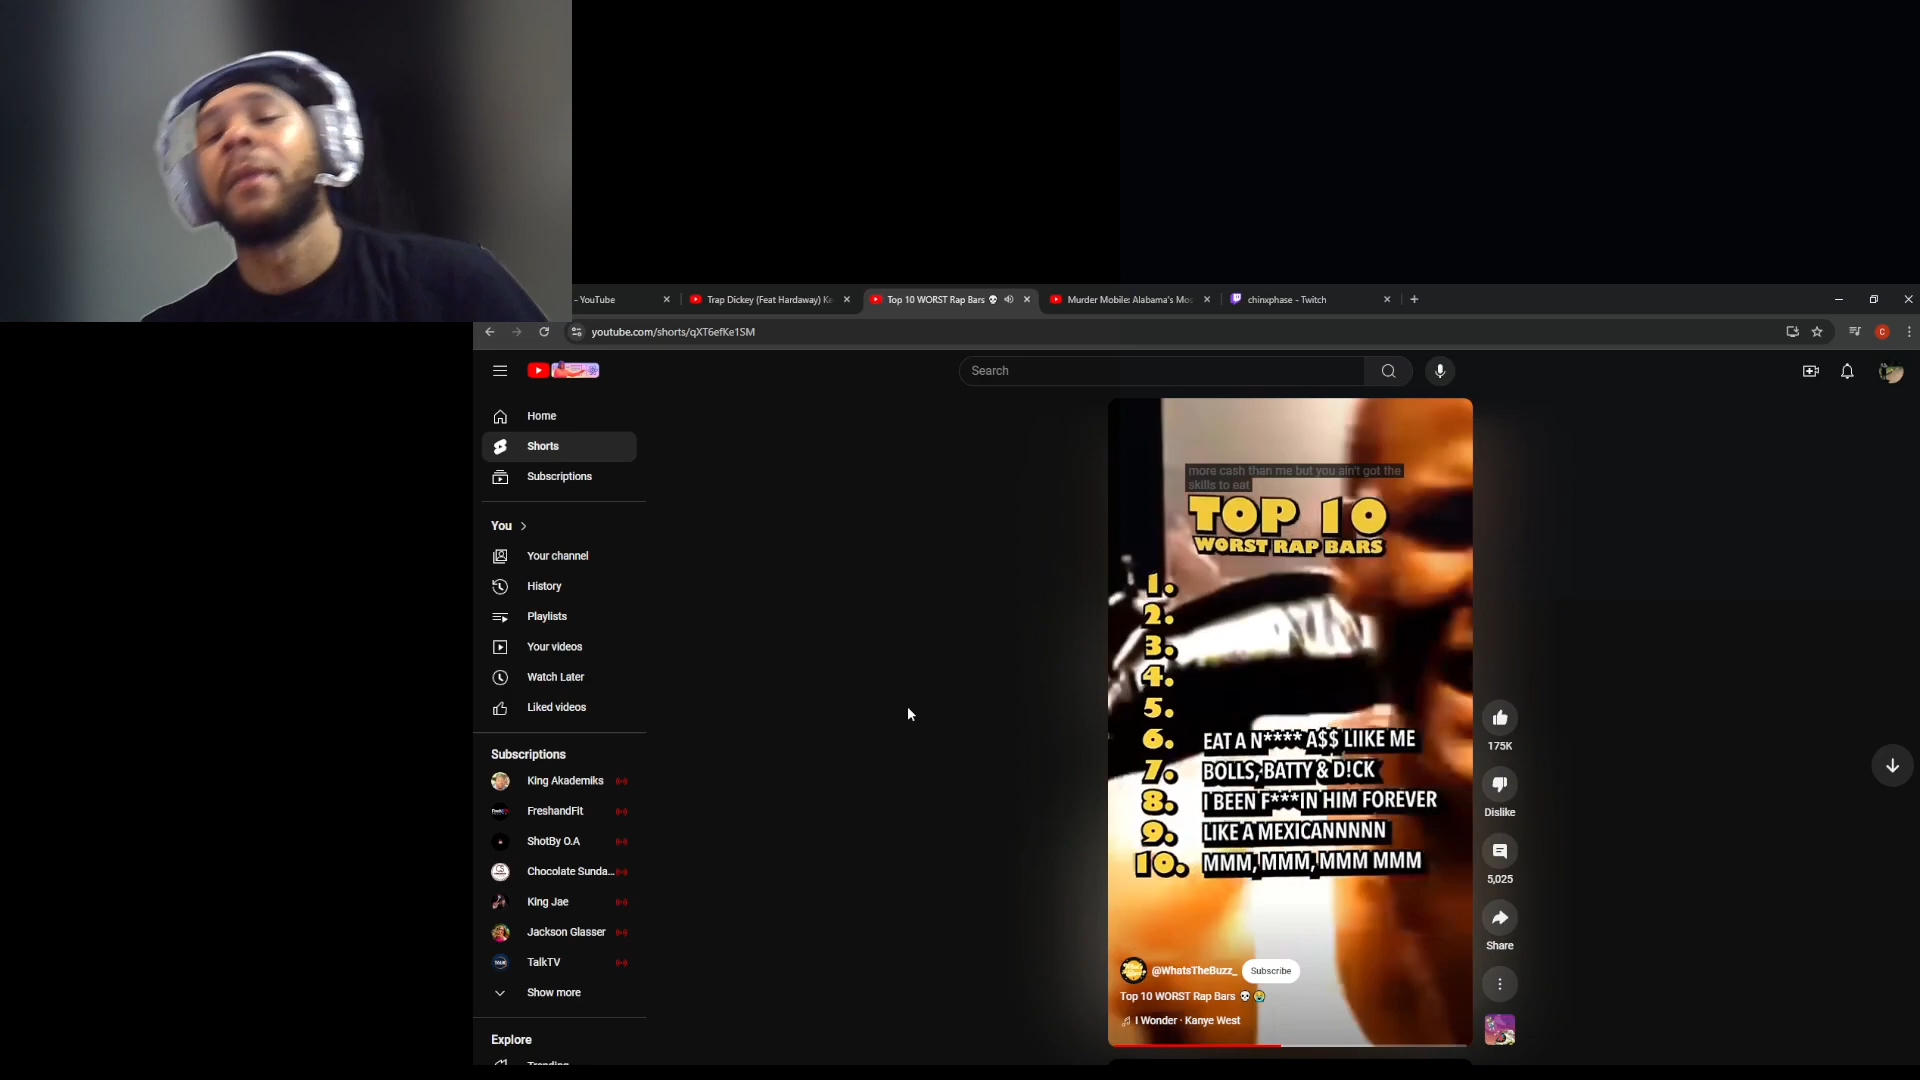 - YouTube
Trap Dickey (Feat Hardaway) Ke
Top 10 WORST Rap Bars 💀
Murder Mobile: Alabama's Mos
chinxphase - Twitch
youtube.com/shorts/qXT6efKe1SM
C
Search
Home
Shorts
Subscriptions
You
Your channel
History
Playlists
Your videos
Watch Later
Liked videos
Subscriptions
King Akademiks
FreshandFit
ShotBy O.A
Chocolate Sunda...
King Jae
Jackson Glasser
TalkTV
Show more
Explore
more cash than me but you ain't got the
skills to eat
TOP 10
WORST RAP BARS
1.
2.
3.
4.
5.
6. EAT A N**** A$$ LIIKE ME
7. BOLLS, BATTY & D!CK
8. I BEEN F***IN HIM FOREVER
9. LIKE A MEXICANNNNN
10. MMM, MMM, MMM MMM
@WhatsTheBuzz_
Subscribe
Top 10 WORST Rap Bars 💀 😭
I Wonder · Kanye West
175K
Dislike
5,025
Share